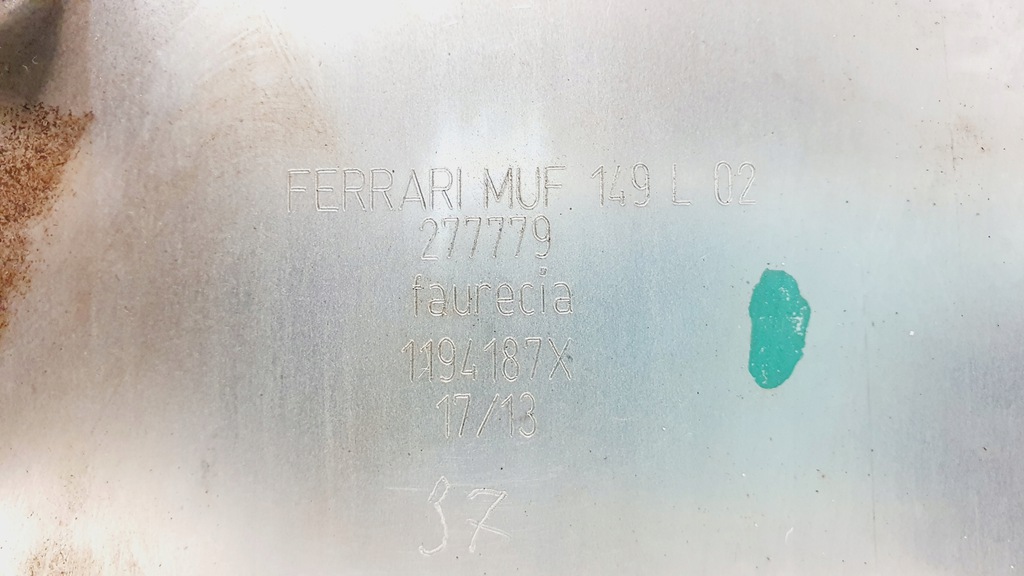 FERRARI MUF 149 L 02
277779
faurecia
1194187X
17/13
37